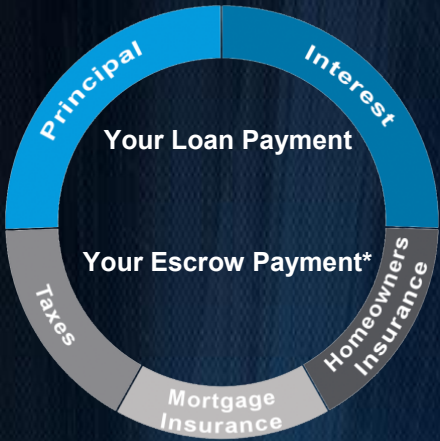 Principal
Interest
Your Loan Payment
Your Escrow Payment*
Taxes
Mortgage
Insurance
Homeowners
Insurance